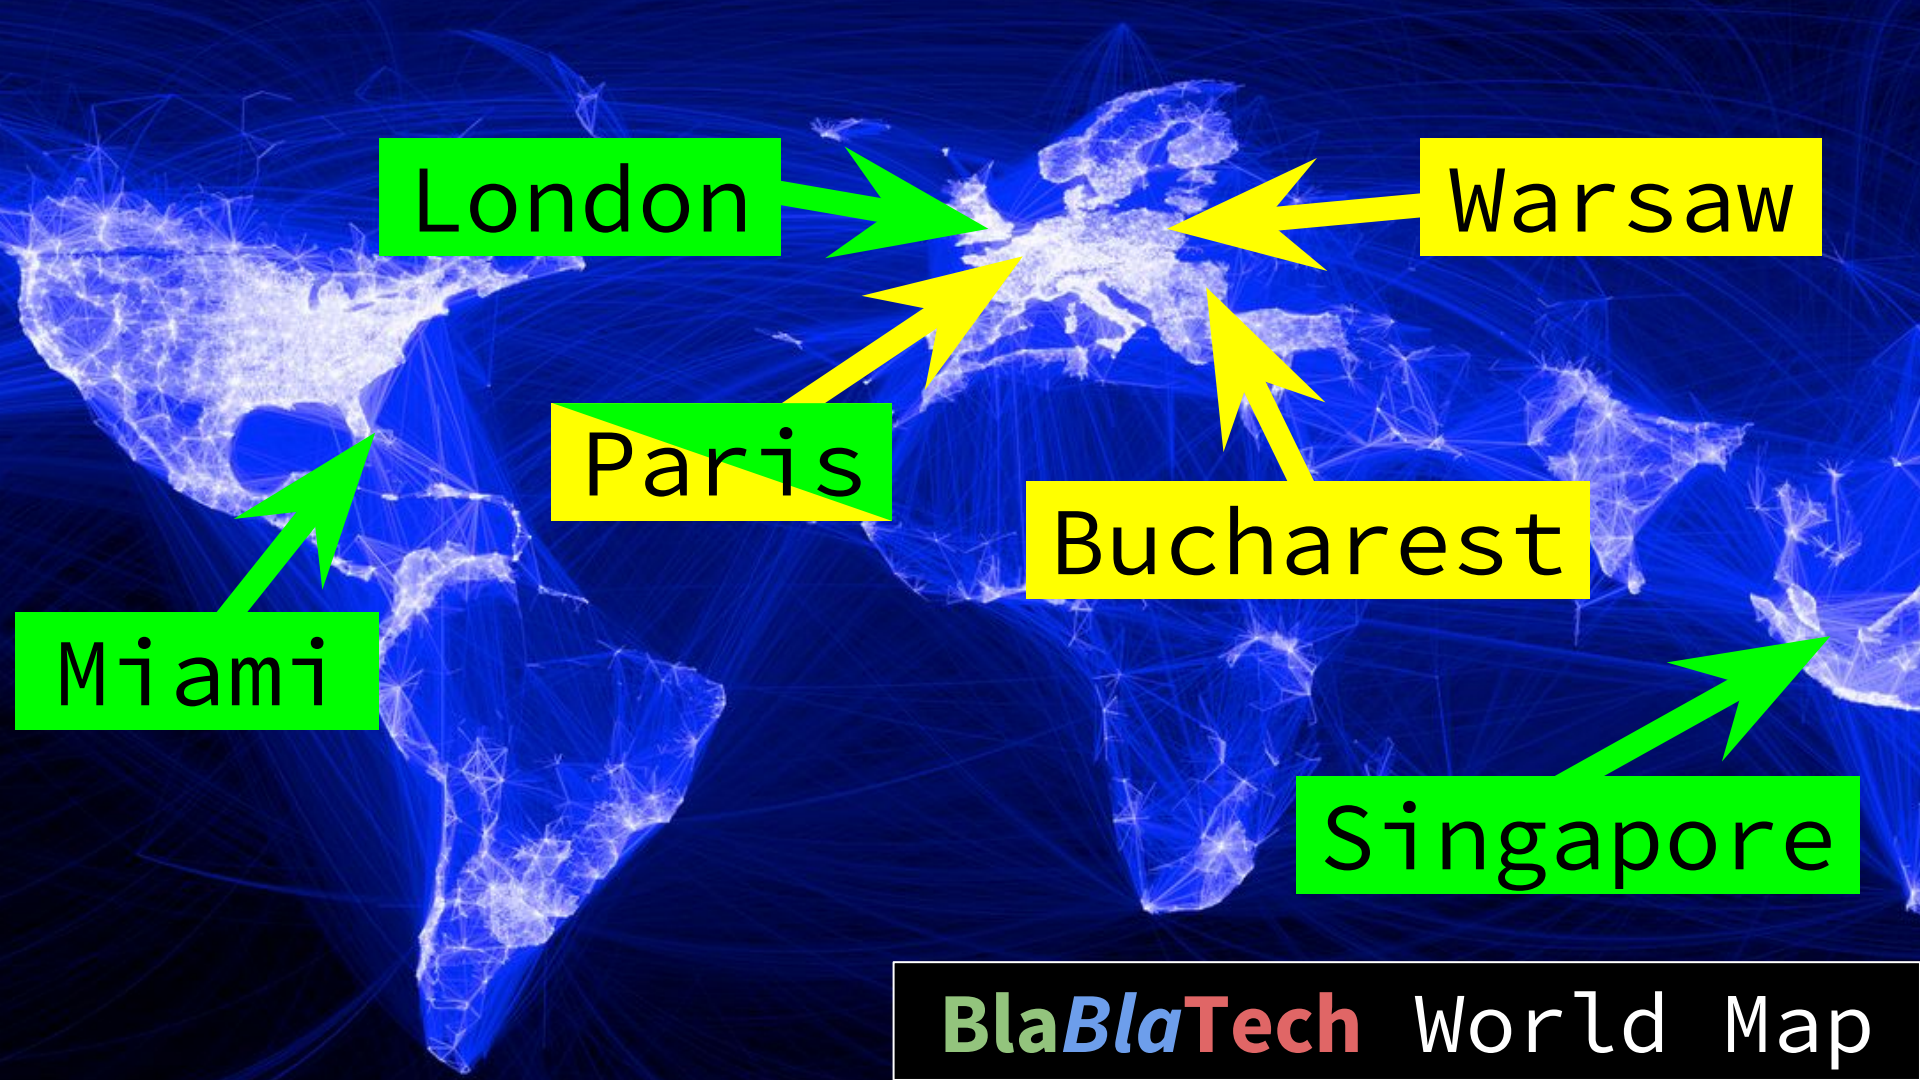 London
Warsaw
Paris
Bucharest
Miami
Singapore
BlaBlaTech World Map